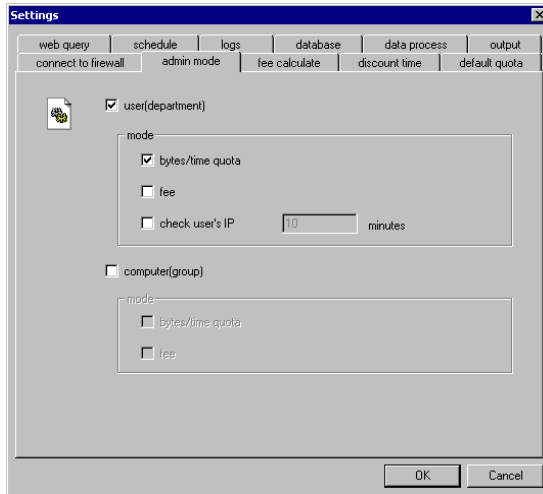 Settings
web query schedule logs database data process output
connect to firewall admin mode fee calculate discount time default quota
user(department)
mode
bytes/time quota
fee
check user's IP 10 minutes
computer(group)
mode
bytes/time quota
fee
OK Cancel